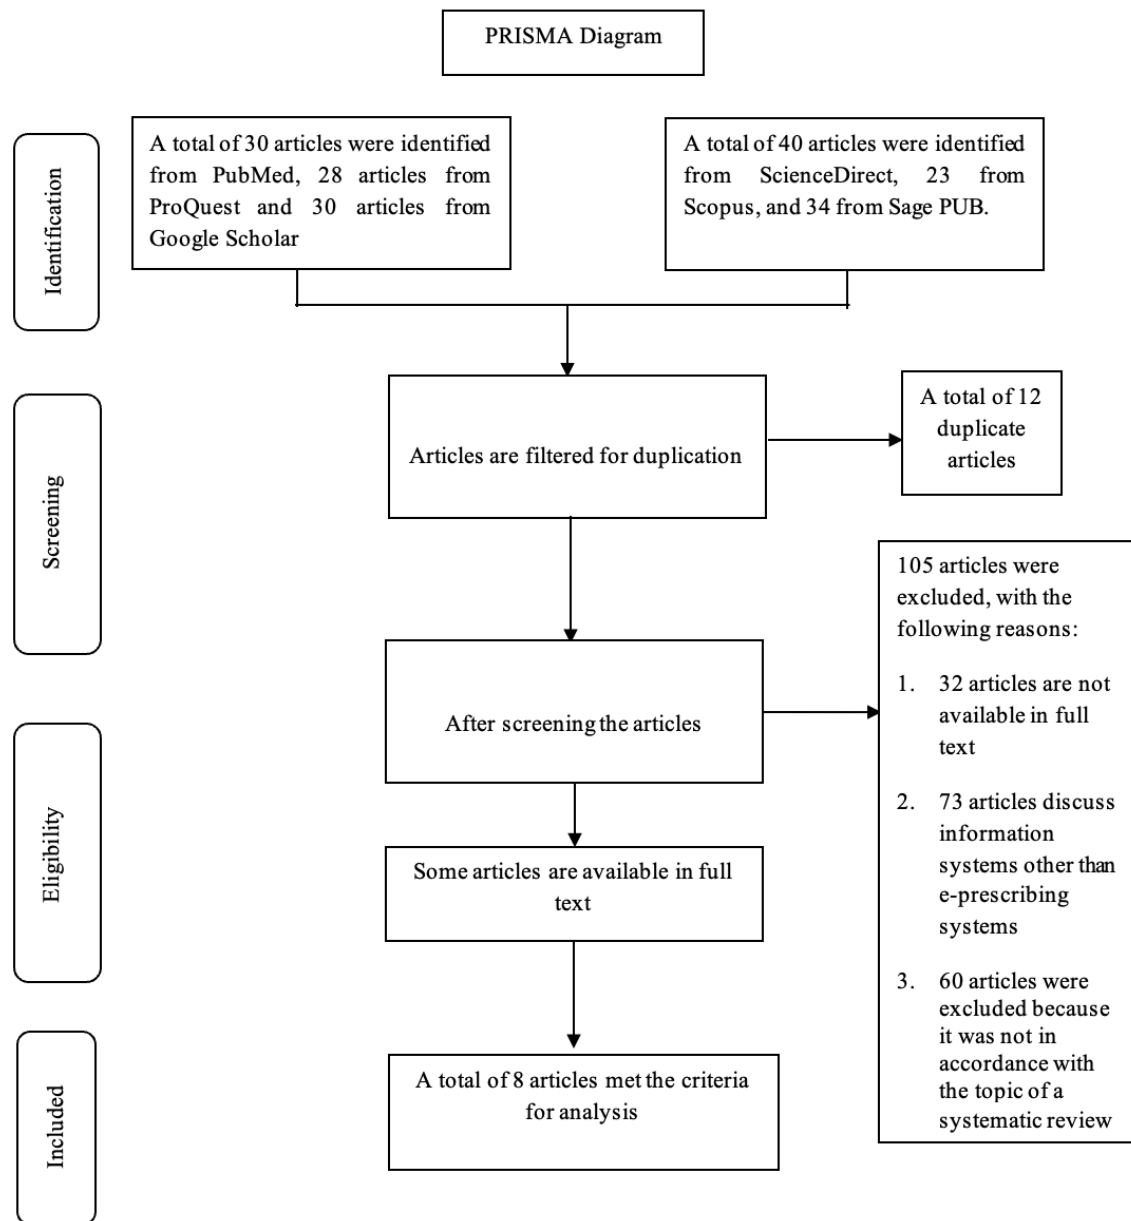 PRISMA Diagram
Identification
A total of 30 articles were identified
from PubMed, 28 articles from
ProQuest and 30 articles from
Google Scholar
A total of 40 articles were identified
from ScienceDirect, 23 from
Scopus, and 34 from Sage PUB.
Screening
Articles are filtered for duplication
A total of 12
duplicate
articles
After screening the articles
105 articles were
excluded, with the
following reasons:
1. 32 articles are not
available in full
text
2. 73 articles discuss
information
systems other than
e-prescribing
systems
3. 60 articles were
excluded because
it was not in
accordance with
the topic of a
systematic review
Eligibility
Some articles are available in full
text
Included
A total of 8 articles met the criteria
for analysis